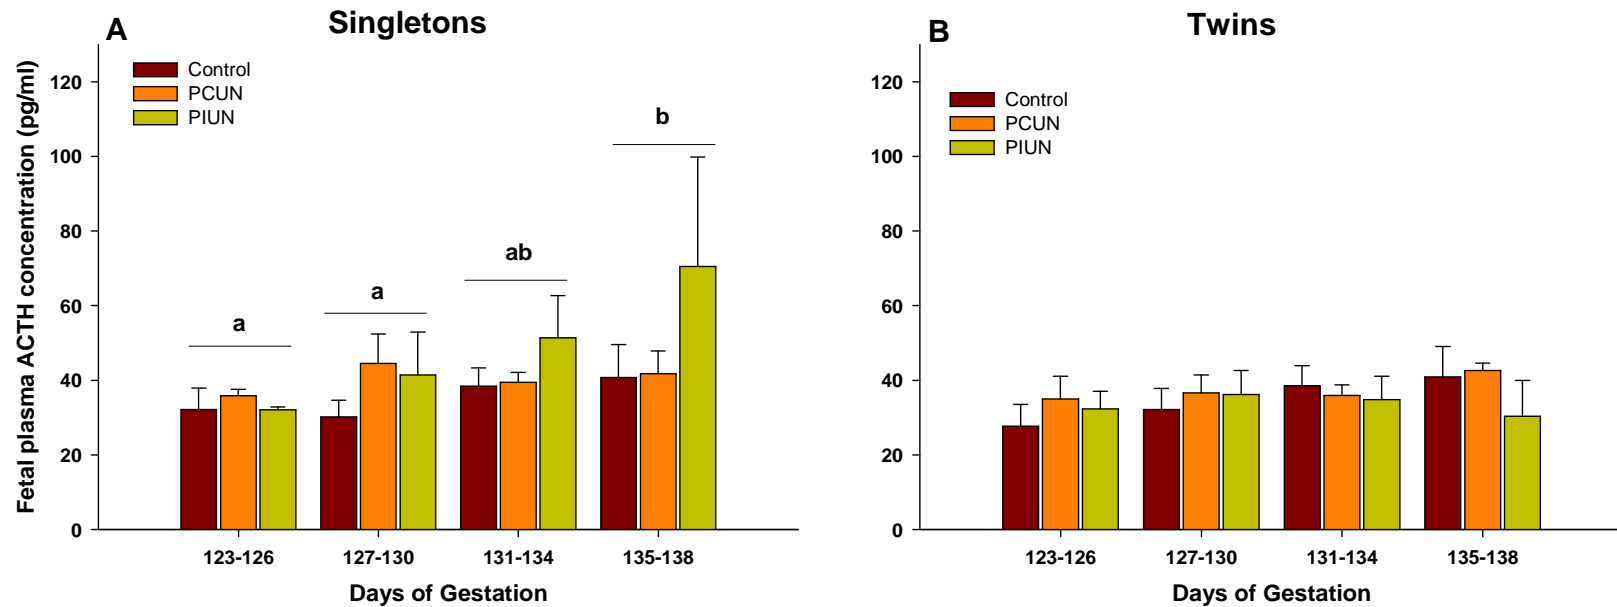 A
Singletons
Fetal plasma ACTH concentration (pg/ml)
120
100
80
60
40
20
0
Control
PCUN
PIUN
a
a
ab
b
123-126
127-130
131-134
135-138
Days of Gestation
B
Twins
120
100
80
60
40
20
0
Control
PCUN
PIUN
123-126
127-130
131-134
135-138
Days of Gestation